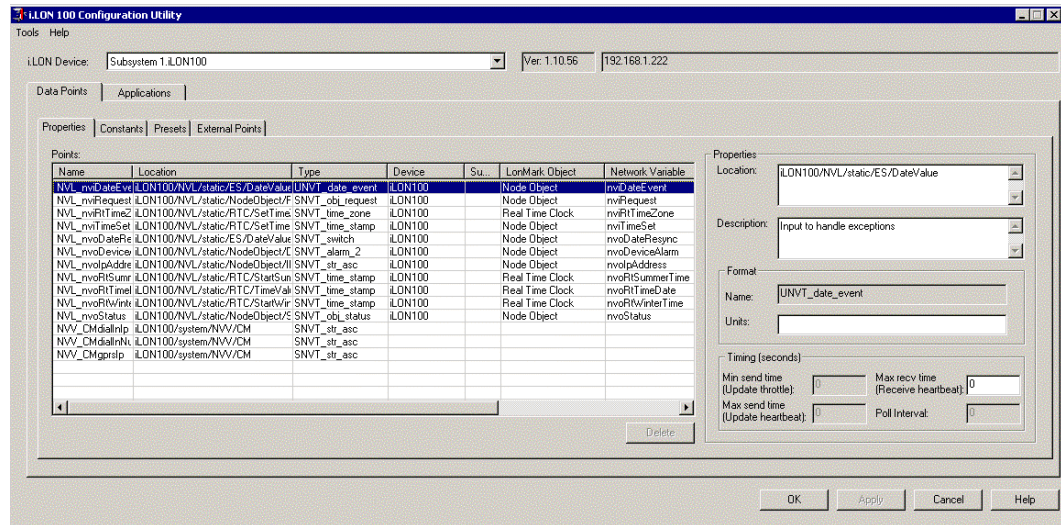 i.LON 100 Configuration Utility
Tools Help
i.LON Device: Subsystem 1.iLON100 Ver: 1.10.56 192.168.1.222
Data Points Applications
Properties Constants Presets External Points
Points:
Name Location Type Device Su... LonMark Object Network Variable
NVL_nviDateEve iLON100/NVL/static/ES/DateValue UNVT_date_event iLON100 Node Object nviDateEvent
NVL_nviRequest iLON100/NVL/static/NodeObject/F SNVT_obj_request iLON100 Node Object nviRequest
NVL_nviRtTimeZ iLON100/NVL/static/RTC/SetTime SNVT_time_zone iLON100 Real Time Clock nviRtTimeZone
NVL_nviTimeSet iLON100/NVL/static/RTC/SetTime SNVT_time_stamp iLON100 Node Object nviTimeSet
NVL_nvoDateRe iLON100/NVL/static/ES/DateValue SNVT_switch iLON100 Node Object nvoDateResync
NVL_nvoDevice iLON100/NVL/static/NodeObject/D SNVT_alarm_2 iLON100 Node Object nvoDeviceAlarm
NVL_nvoIpAddre iLON100/NVL/static/NodeObject/I SNVT_str_asc iLON100 Node Object nvoIpAddress
NVL_nvoRtSumr iLON100/NVL/static/RTC/StartSun SNVT_time_stamp iLON100 Real Time Clock nvoRtSummerTime
NVL_nvoRtTime iLON100/NVL/static/RTC/TimeVal SNVT_time_stamp iLON100 Real Time Clock nvoRtTimeDate
NVL_nvoRtWinte iLON100/NVL/static/RTC/StartWir SNVT_time_stamp iLON100 Real Time Clock nvoRtWinterTime
NVL_nvoStatus iLON100/NVL/static/NodeObject/S SNVT_obj_status iLON100 Node Object nvoStatus
NVV_CMdialInIp iLON100/system/NVV/CM SNVT_str_asc
NVV_CMdialInNu iLON100/system/NVV/CM SNVT_str_asc
NVV_CMgprsIp iLON100/system/NVV/CM SNVT_str_asc
Delete
Properties
Location: iLON100/NVL/static/ES/DateValue
Description: Input to handle exceptions
Format
Name: UNVT_date_event
Units:
Timing (seconds)
Min send time
(Update throttle): 0
Max recv time
(Receive heartbeat): 0
Max send time
(Update heartbeat): 0
Poll Interval: 0
OK Apply Cancel Help